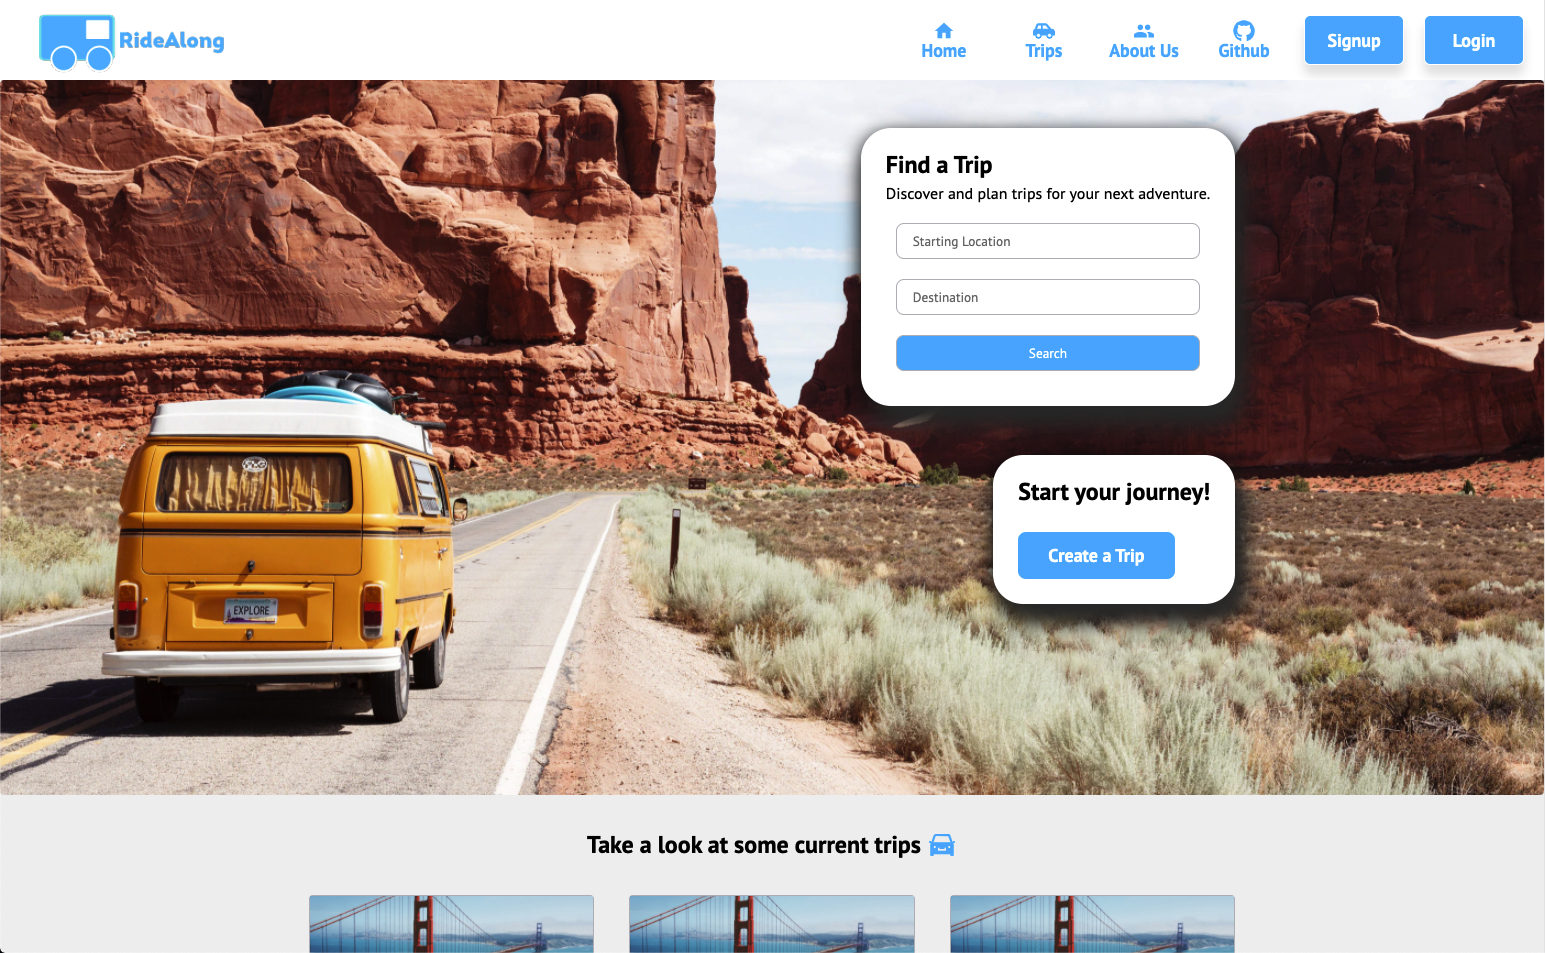 RideAlong
Home
Trips
About Us
Github
Signup
Login
Find a Trip
Discover and plan trips for your next adventure.
Starting Location
Destination
Search
Start your journey!
Create a Trip
EXPLORE
Take a look at some current trips